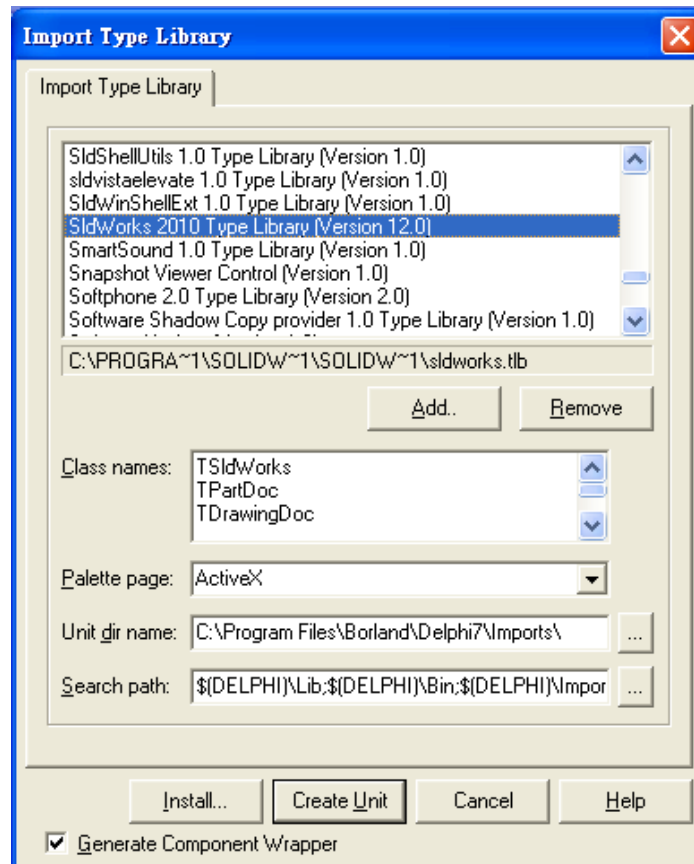 Import Type Library
Import Type Library
SldShellUtils 1.0 Type Library (Version 1.0)
sldvistaelevate 1.0 Type Library (Version 1.0)
SldWinShellExt 1.0 Type Library (Version 1.0)
SldWorks 2010 Type Library (Version 12.0)
SmartSound 1.0 Type Library (Version 1.0)
Snapshot Viewer Control (Version 1.0)
Softphone 2.0 Type Library (Version 2.0)
Software Shadow Copy provider 1.0 Type Library (Version 1.0)
C:\PROGRA~1\SOLIDW~1\SOLIDW~1\sldworks.tlb
Add.. Remove
Class names: TSldWorks
TPartDoc
TDrawingDoc
Palette page: ActiveX
Unit dir name: C:\Program Files\Borland\Delphi7\Imports\ ...
Search path: $(DELPHI)\Lib;$(DELPHI)\Bin;$(DELPHI)\Impor ...
Install... Create Unit Cancel Help
Generate Component Wrapper